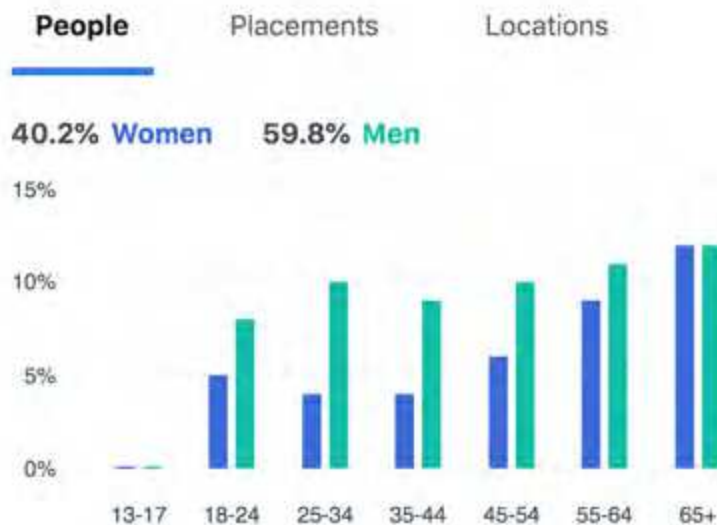 People Placements Locations
40.2% Women 59.8% Men
15%
10%
5%
0%
13-17 18-24 25-34 35-44 45-54 55-64 65+